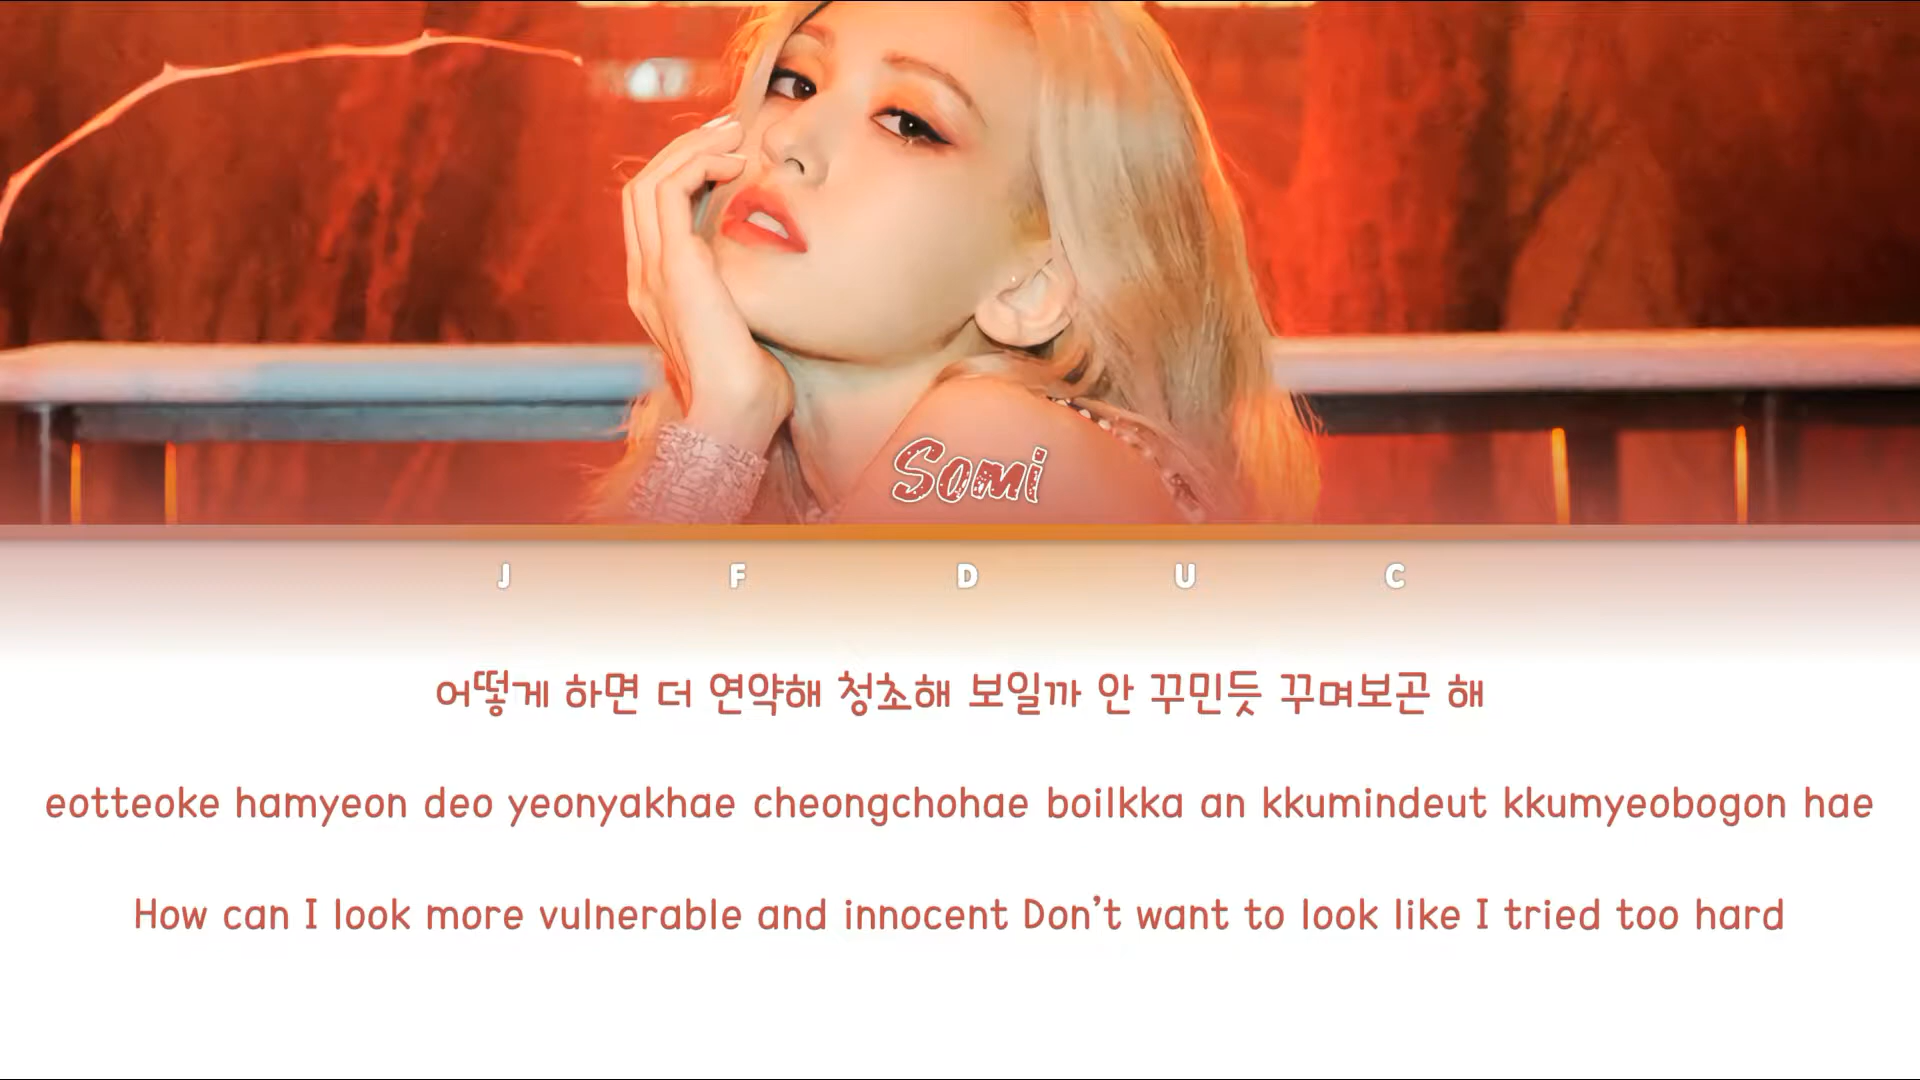 Somi
J F D U C
어떻게 하면 더 연약해 청초해 보일까 안 꾸민듯 꾸며보곤 해
eotteoke hamyeon deo yeonyakhae cheongchohae boilkka an kkumindeut kkumyeobogon hae
How can I look more vulnerable and innocent Don't want to look like I tried too hard